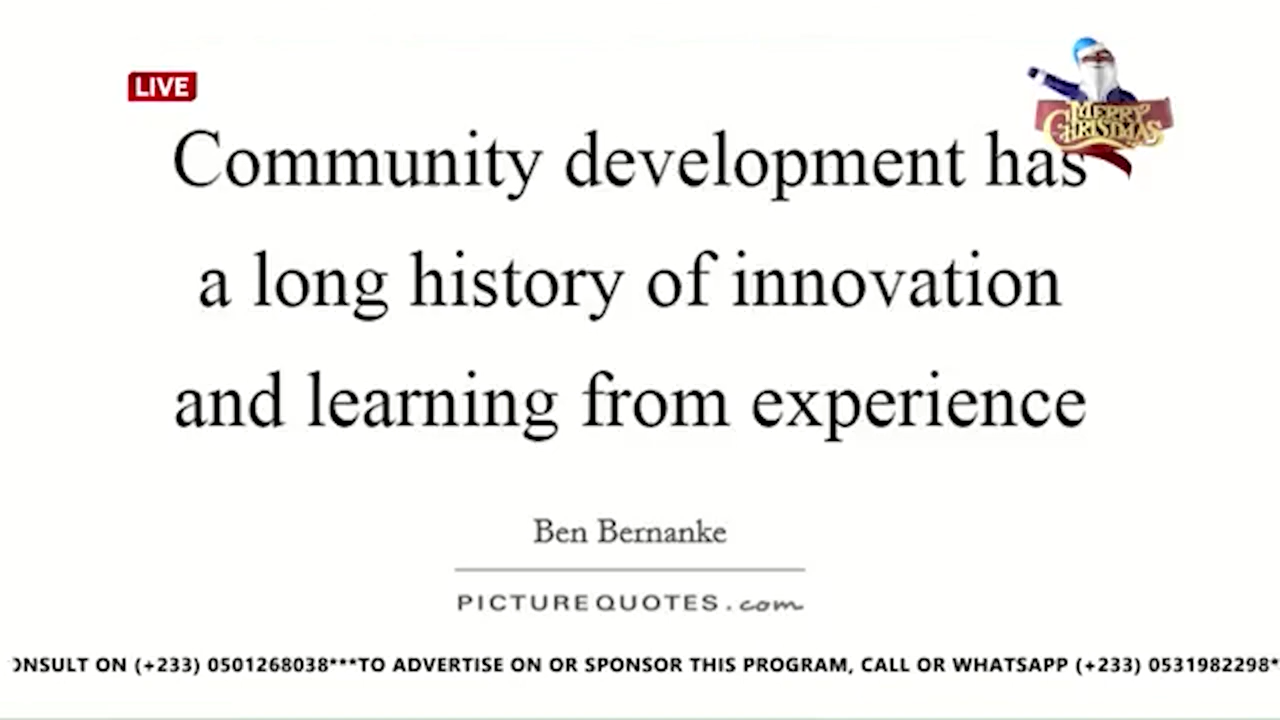 LIVE
MERRY
CHRISTMAS
Community development has
a long history of innovation
and learning from experience
Ben Bernanke
PICTUREQUOTES.com
ONSULT ON (+233) 0501268038***TO ADVERTISE ON OR SPONSOR THIS PROGRAM, CALL OR WHATSAPP (+233) 0531982298*